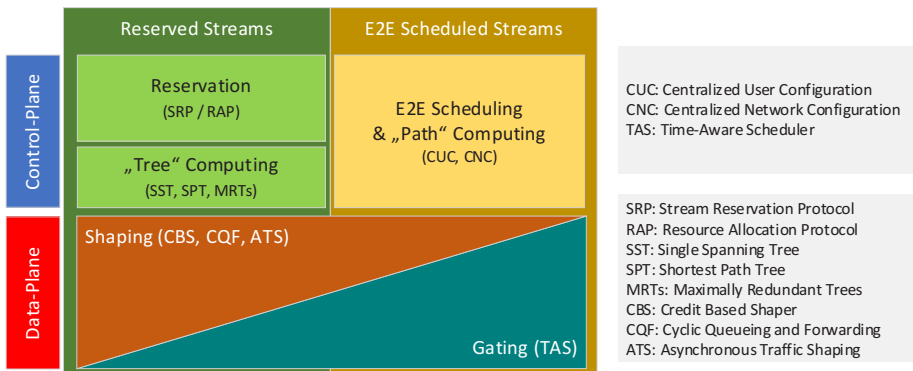 Reserved Streams
E2E Scheduled Streams
Control-Plane
Reservation
(SRP / RAP)
„Tree“ Computing
(SST, SPT, MRTs)
E2E Scheduling
& „Path“ Computing
(CUC, CNC)
Data-Plane
Shaping (CBS, CQF, ATS)
Gating (TAS)
CUC: Centralized User Configuration
CNC: Centralized Network Configuration
TAS: Time-Aware Scheduler
SRP: Stream Reservation Protocol
RAP: Resource Allocation Protocol
SST: Single Spanning Tree
SPT: Shortest Path Tree
MRTs: Maximally Redundant Trees
CBS: Credit Based Shaper
CQF: Cyclic Queueing and Forwarding
ATS: Asynchronous Traffic Shaping